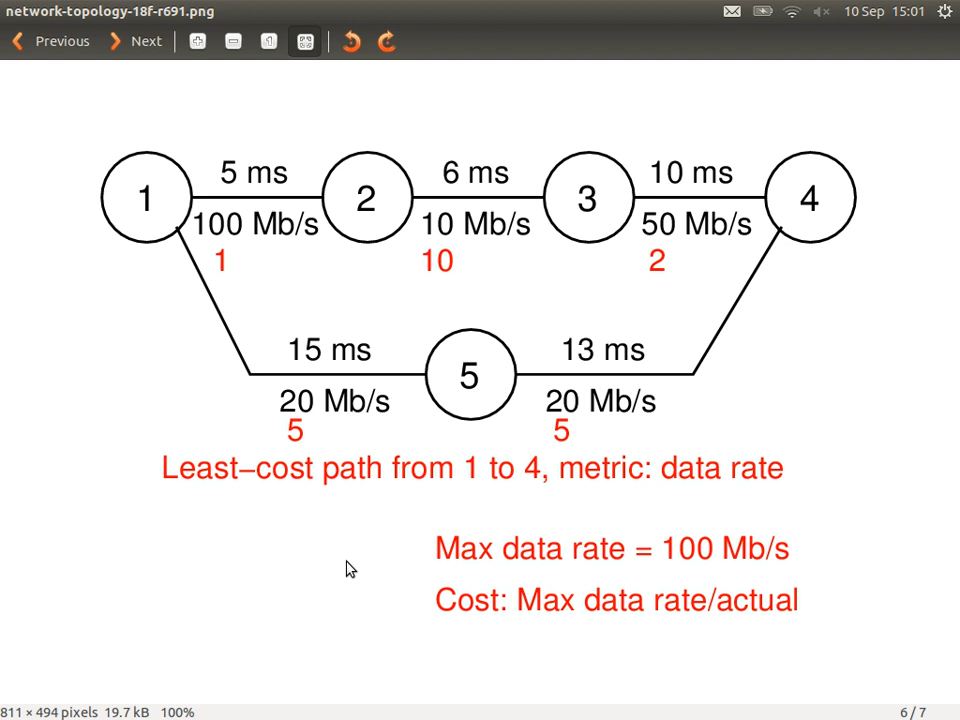 network-topology-18f-r691.png
10 Sep 15:01
Previous
Next
5 ms
6 ms
10 ms
1
2
3
4
100 Mb/s
10 Mb/s
50 Mb/s
1
10
2
15 ms
13 ms
5
20 Mb/s
20 Mb/s
5
5
Least−cost path from 1 to 4, metric: data rate
Max data rate = 100 Mb/s
Cost: Max data rate/actual
811 × 494 pixels 19.7 kB 100%
6 / 7